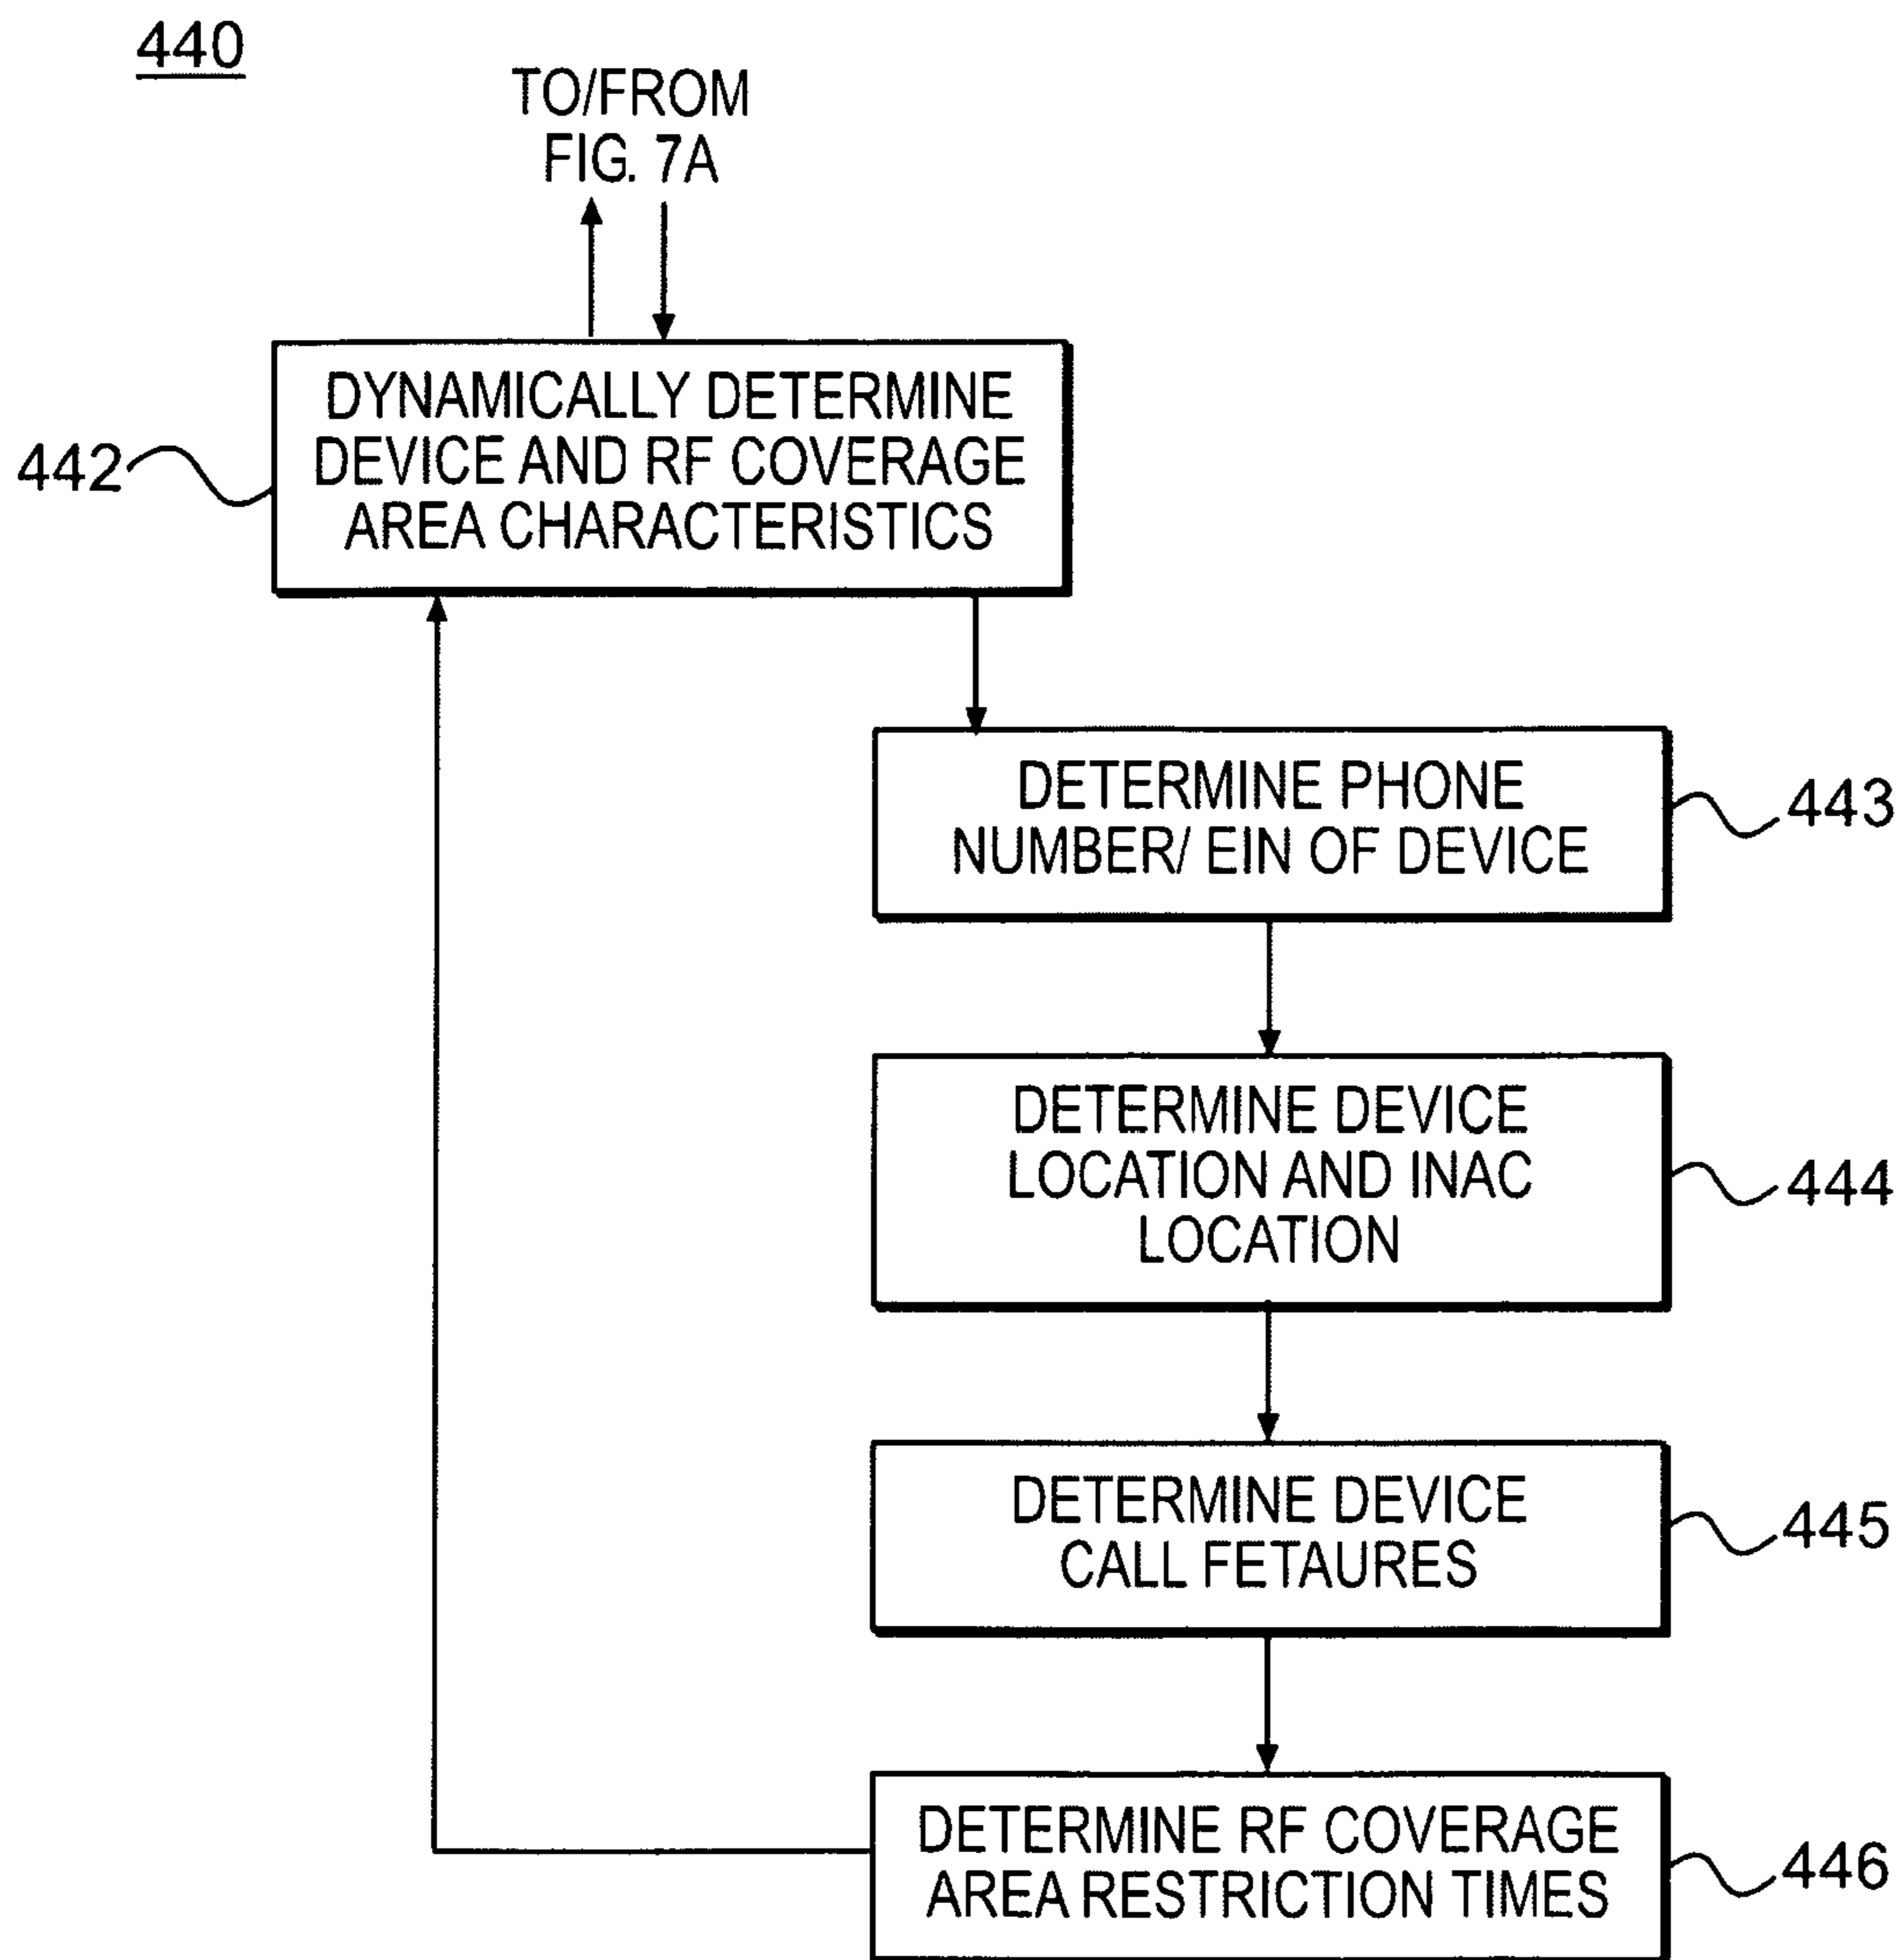 440
TO/FROM
FIG. 7A
DYNAMICALLY DETERMINE
DEVICE AND RF COVERAGE
AREA CHARACTERISTICS
442
DETERMINE PHONE
NUMBER/ EIN OF DEVICE
443
DETERMINE DEVICE
LOCATION AND INAC
LOCATION
444
DETERMINE DEVICE
CALL FETAURES
445
DETERMINE RF COVERAGE
AREA RESTRICTION TIMES
446